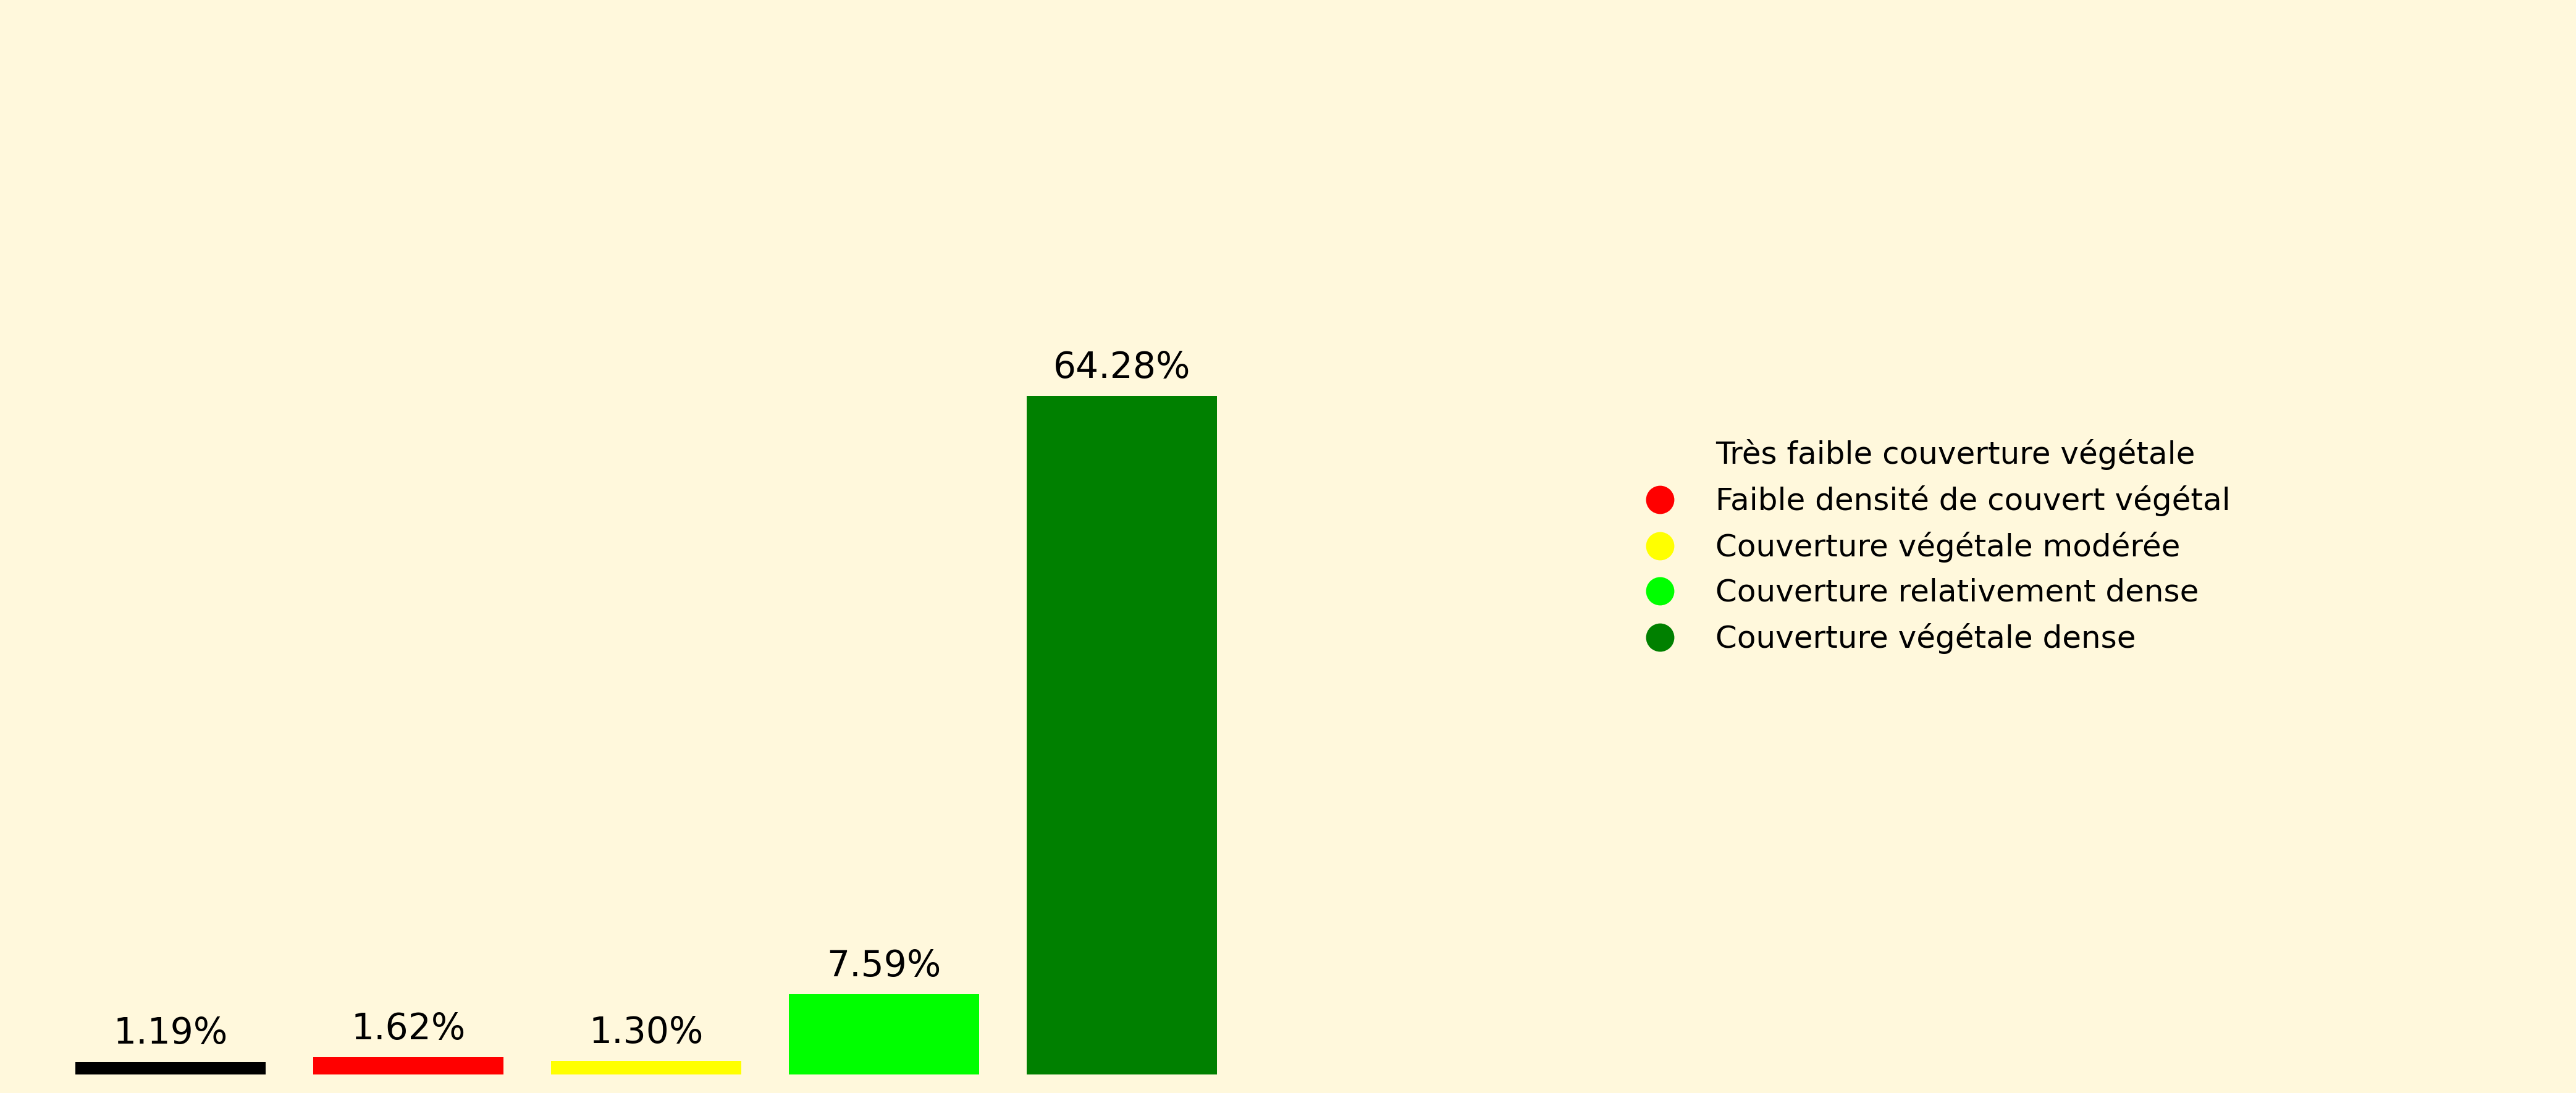 64.28%
7.59%
1.19%
1.62%
1.30%
Très faible couverture végétale
Faible densité de couvert végétal
Couverture végétale modérée
Couverture relativement dense
Couverture végétale dense